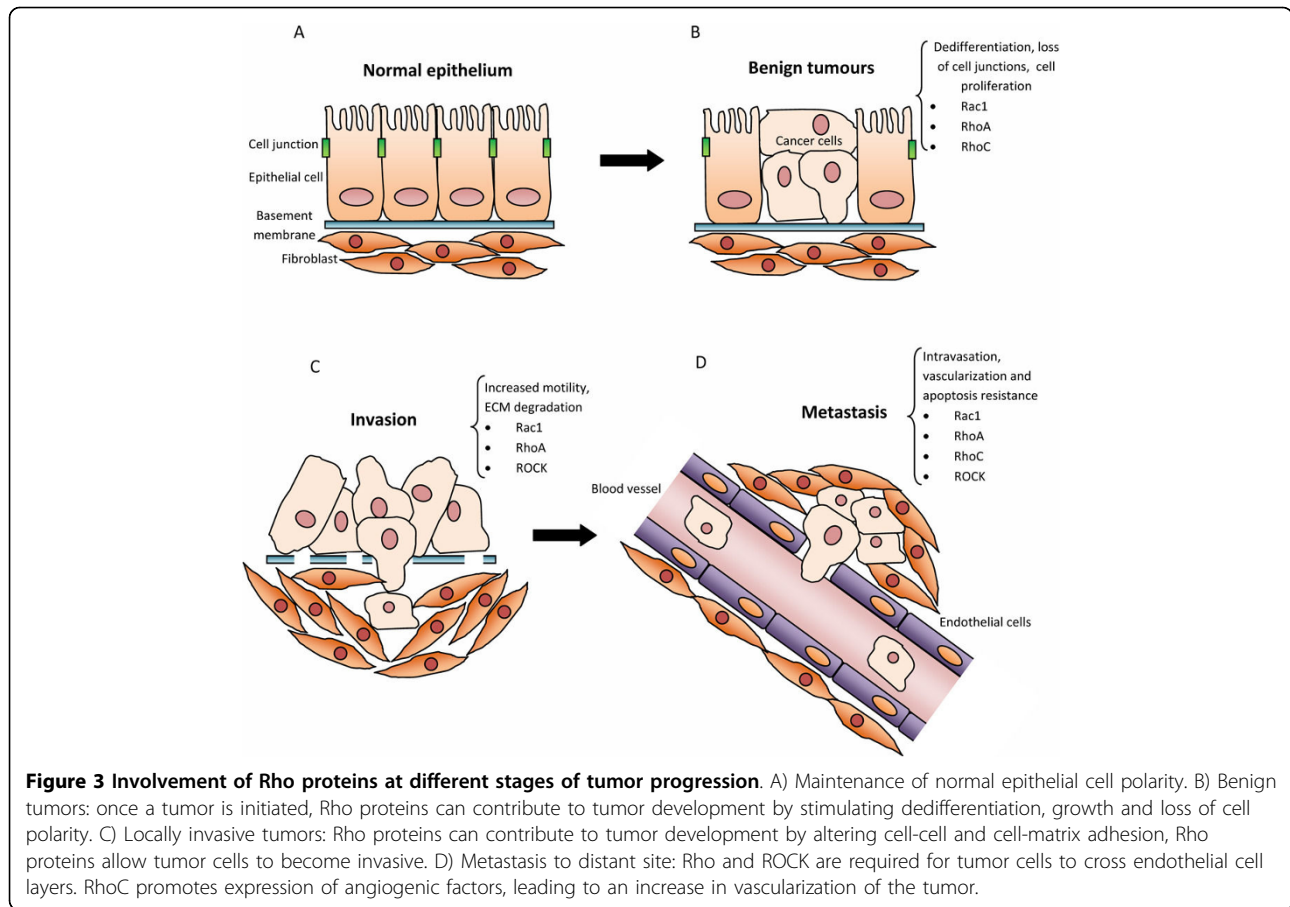 A
Normal epithelium
Cell junction
Epithelial cell
Basement
membrane
Fibroblast
B
Benign tumours
Cancer cells
Dedifferentiation, loss
of cell junctions, cell
proliferation
• Rac1
• RhoA
• RhoC
C
Invasion
Increased motility,
ECM degradation
• Rac1
• RhoA
• ROCK
D
Metastasis
Intravasation,
vascularization and
apoptosis resistance
• Rac1
• RhoA
• RhoC
• ROCK
Blood vessel
Endothelial cells
Figure 3 Involvement of Rho proteins at different stages of tumor progression. A) Maintenance of normal epithelial cell polarity. B) Benign
tumors: once a tumor is initiated, Rho proteins can contribute to tumor development by stimulating dedifferentiation, growth and loss of cell
polarity. C) Locally invasive tumors: Rho proteins can contribute to tumor development by altering cell-cell and cell-matrix adhesion, Rho
proteins allow tumor cells to become invasive. D) Metastasis to distant site: Rho and ROCK are required for tumor cells to cross endothelial cell
layers. RhoC promotes expression of angiogenic factors, leading to an increase in vascularization of the tumor.